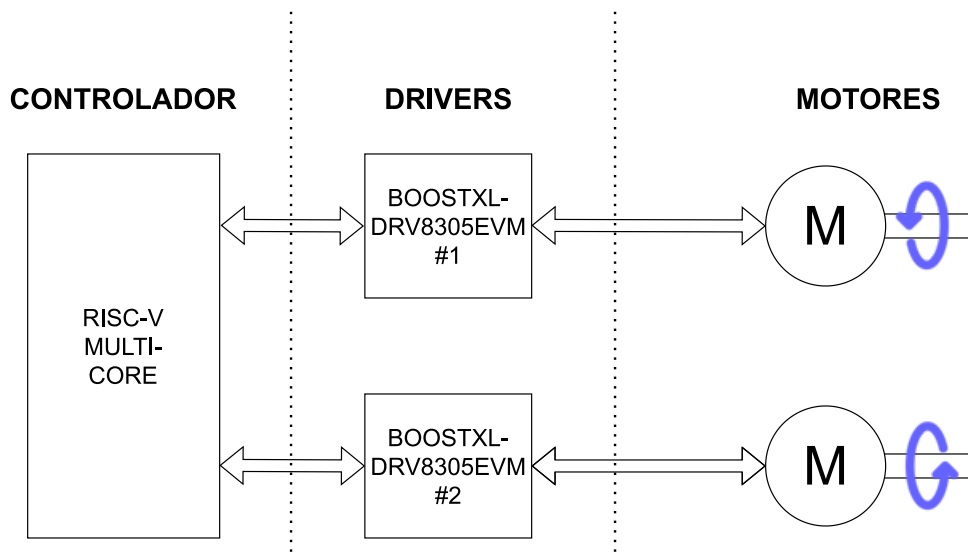 CONTROLADOR
DRIVERS
MOTORES
BOOSTXL-
DRV8305EVM
#1
M
RISC-V
MULTI-
CORE
BOOSTXL-
DRV8305EVM
#2
M